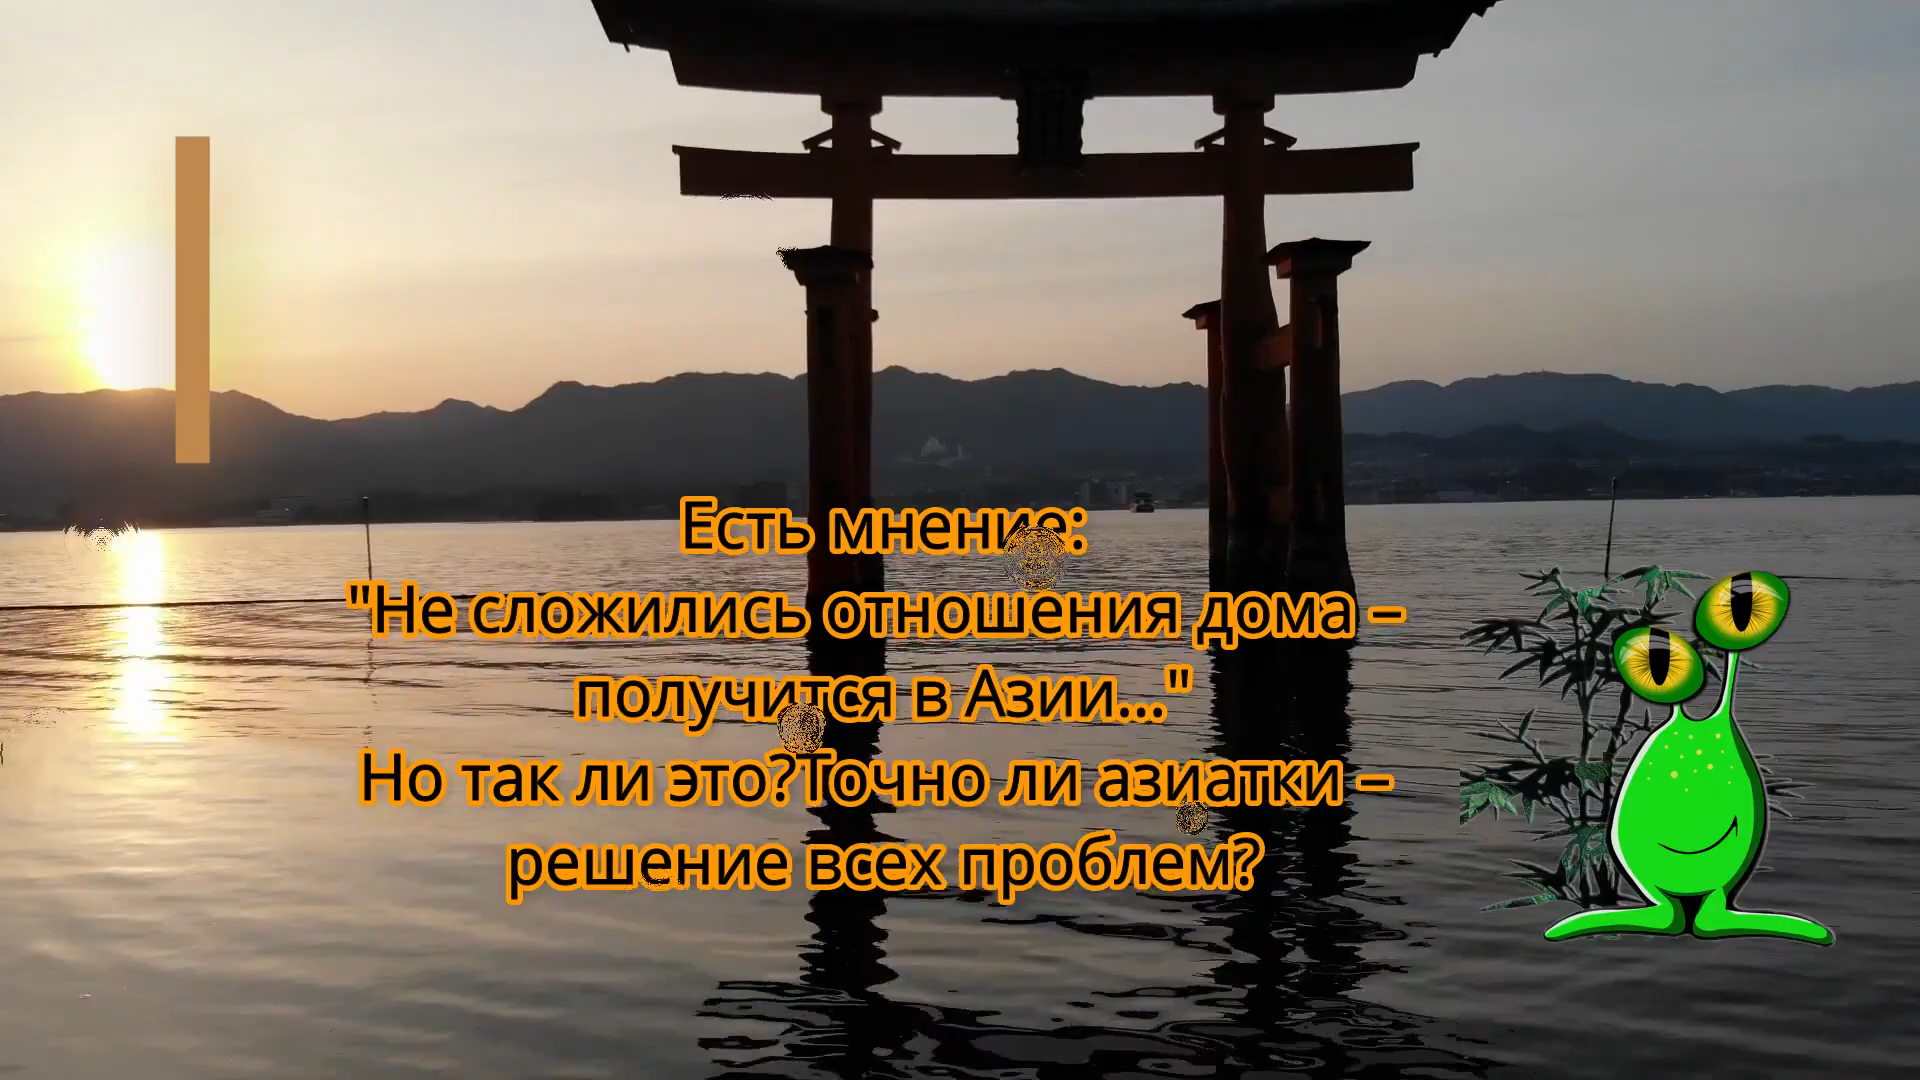 Есть мнение:
"Не сложились отношения дома –
получится в Азии..."
Но так ли это?Точно ли азиатки –
решение всех проблем?